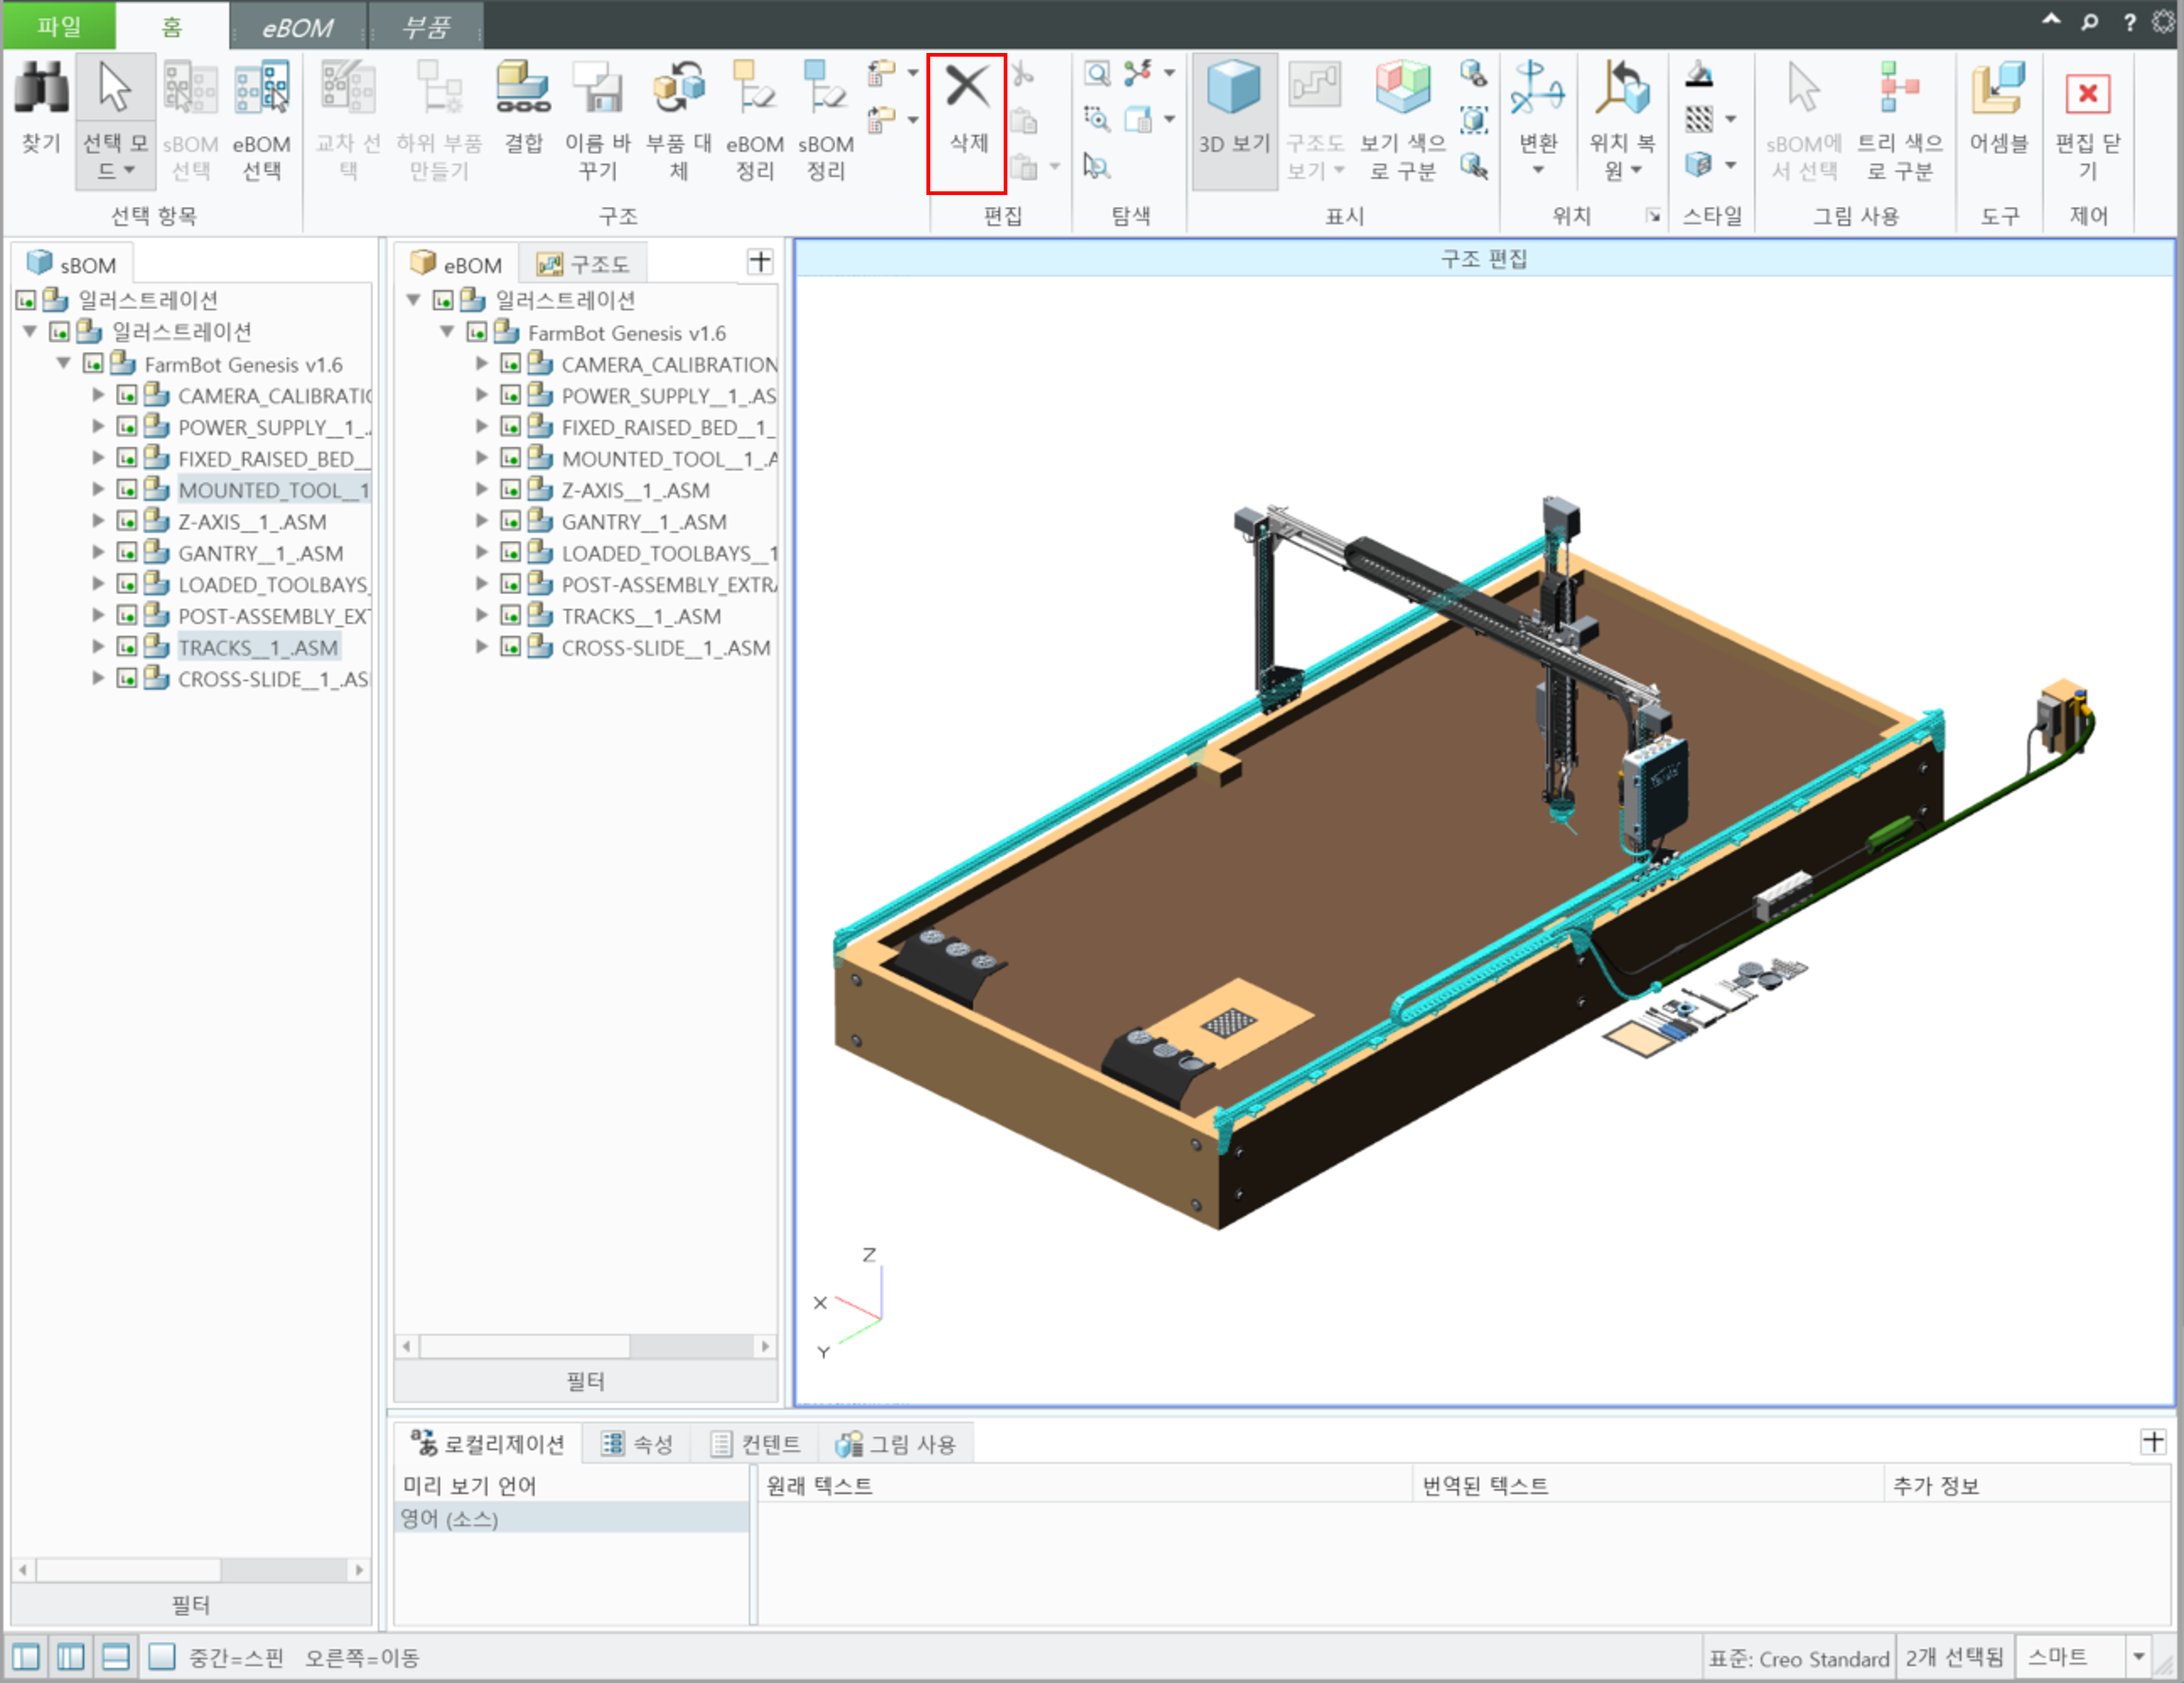 파일
홈
eBOM
부품
?
찾기
선택 모
드
sBOM
선택
eBOM
선택
교차 선
택
하위 부품
만들기
결합
이름 바
꾸기
부품 대
체
eBOM
정리
sBOM
정리
삭제
3D 보기
구조도
보기
보기 색으
로 구분
변환
위치 복
원
sBOM에
서 선택
트리 색으
로 구분
어셈블
편집 닫
기
선택 항목
구조
편집
탐색
표시
위치
스타일
그림 사용
도구
제어
sBOM
일러스트레이션
일러스트레이션
FarmBot Genesis v1.6
CAMERA_CALIBRATIO
POWER_SUPPLY__1_.
FIXED_RAISED_BED__
MOUNTED_TOOL__1
Z-AXIS__1_.ASM
GANTRY__1_.ASM
LOADED_TOOLBAYS_
POST-ASSEMBLY_EXT
TRACKS__1_.ASM
CROSS-SLIDE__1_.AS
필터
eBOM
구조도
일러스트레이션
FarmBot Genesis v1.6
CAMERA_CALIBRATION
POWER_SUPPLY__1_.AS
FIXED_RAISED_BED__1_
MOUNTED_TOOL__1_.A
Z-AXIS__1_.ASM
GANTRY__1_.ASM
LOADED_TOOLBAYS__1
POST-ASSEMBLY_EXTRA
TRACKS__1_.ASM
CROSS-SLIDE__1_.ASM
필터
구조 편집
Z
X
Y
로컬리제이션
속성
컨텐트
그림 사용
미리 보기 언어
원래 텍스트
번역된 텍스트
추가 정보
영어 (소스)
중간=스핀 오른쪽=이동
표준: Creo Standard
2개 선택됨
스마트